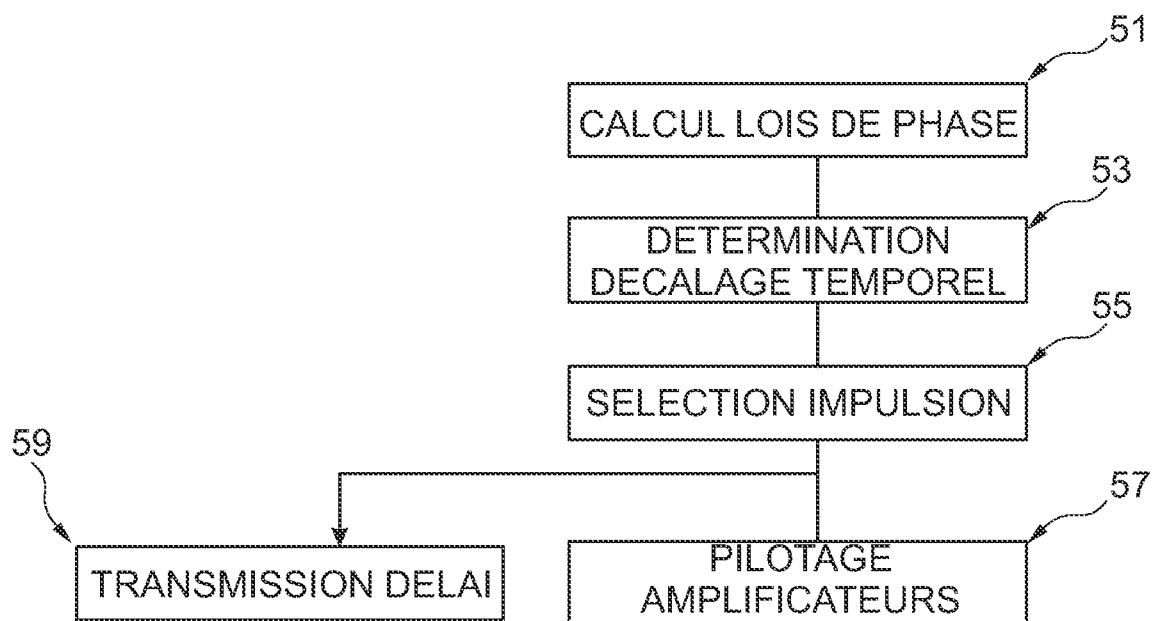 51
CALCUL LOIS DE PHASE
53
DETERMINATION
DECALAGE TEMPOREL
55
SELECTION IMPULSION
59
57
TRANSMISSION DELAI
PILOTAGE
AMPLIFICATEURS